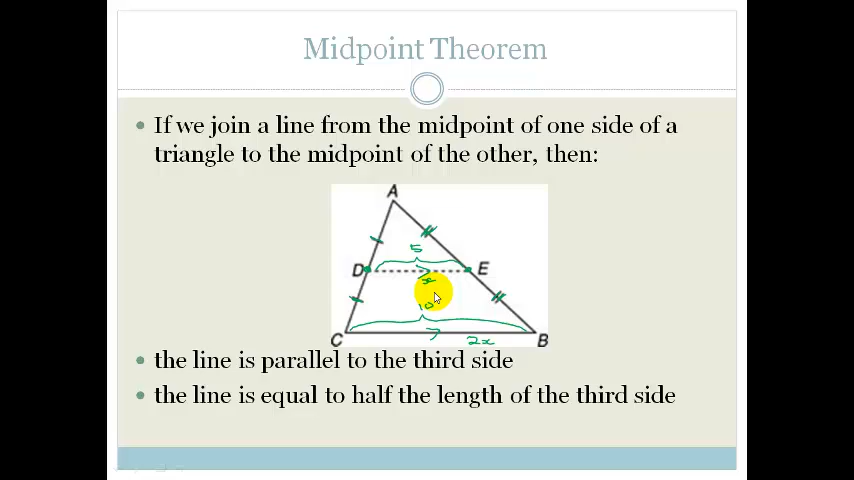 Midpoint Theorem
If we join a line from the midpoint of one side of a
triangle to the midpoint of the other, then:
A
5
D E
x
10
C 2x B
the line is parallel to the third side
the line is equal to half the length of the third side